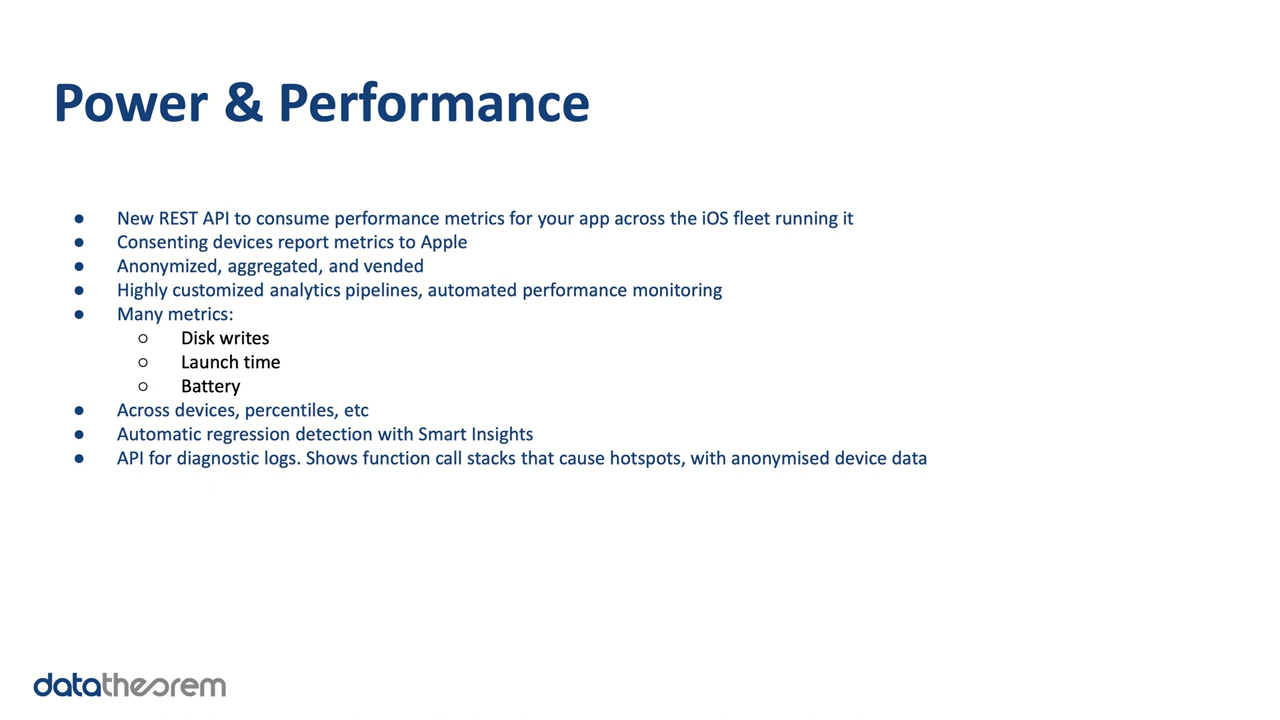 Power & Performance
● New REST API to consume performance metrics for your app across the iOS fleet running it
● Consenting devices report metrics to Apple
● Anonymized, aggregated, and vended
● Highly customized analytics pipelines, automated performance monitoring
● Many metrics:
○ Disk writes
○ Launch time
○ Battery
● Across devices, percentiles, etc
● Automatic regression detection with Smart Insights
● API for diagnostic logs. Shows function call stacks that cause hotspots, with anonymised device data
datatheorem